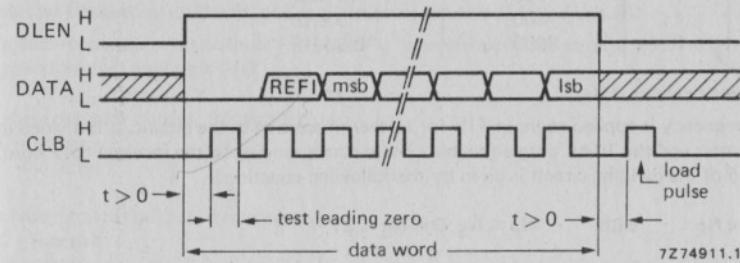 DLEN H
L
DATA H
L
REFI msb lsb
CLB H
L
load
pulse
t > 0
test leading zero
t > 0
data word
7Z74911.1